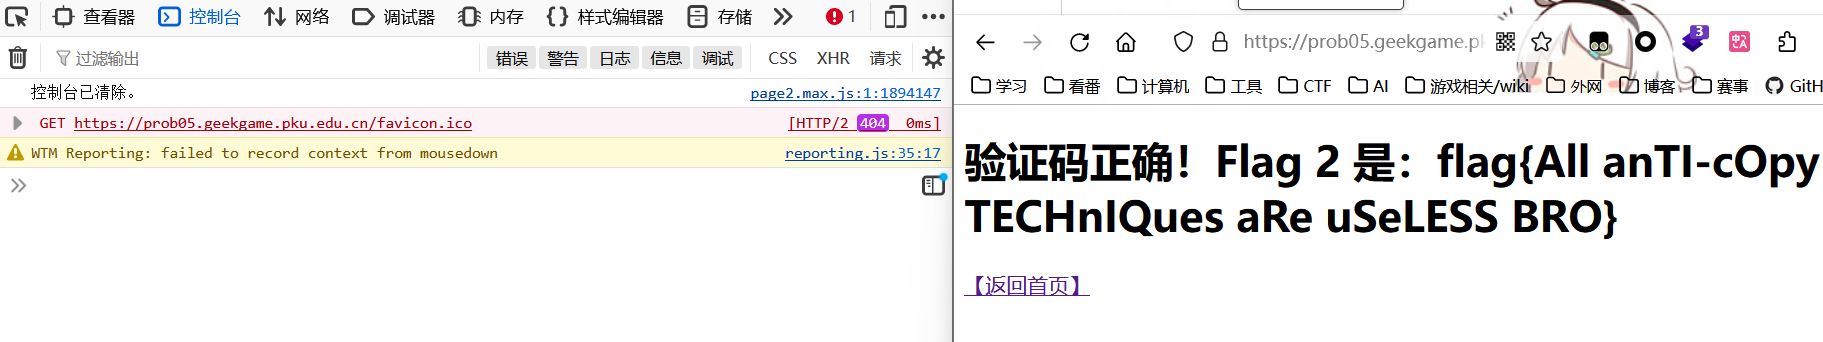 查看器 控制台 网络 调试器 内存 样式编辑器 存储 1
过滤输出 错误 警告 日志 信息 调试 CSS XHR 请求
控制台已清除。 page2.max.js:1:1894147
GET https://prob05.geekgame.pku.edu.cn/favicon.ico [HTTP/2 404 0ms]
WTM Reporting: failed to record context from mousedown reporting.js:35:17
https://prob05.geekgame.pk 3
学习 看番 计算机 工具 CTF AI 游戏相关/wiki 外网 博客 赛事 GitH
验证码正确！Flag 2 是：flag{All anTI-cOpy
TECHnIQues aRe uSeLESS BRO}
【返回首页】